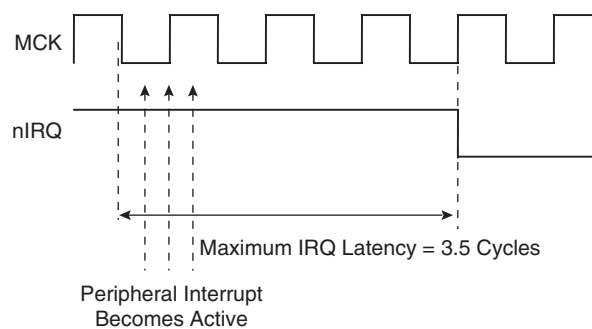 MCK
nIRQ
Maximum IRQ Latency = 3.5 Cycles
Peripheral Interrupt
Becomes Active